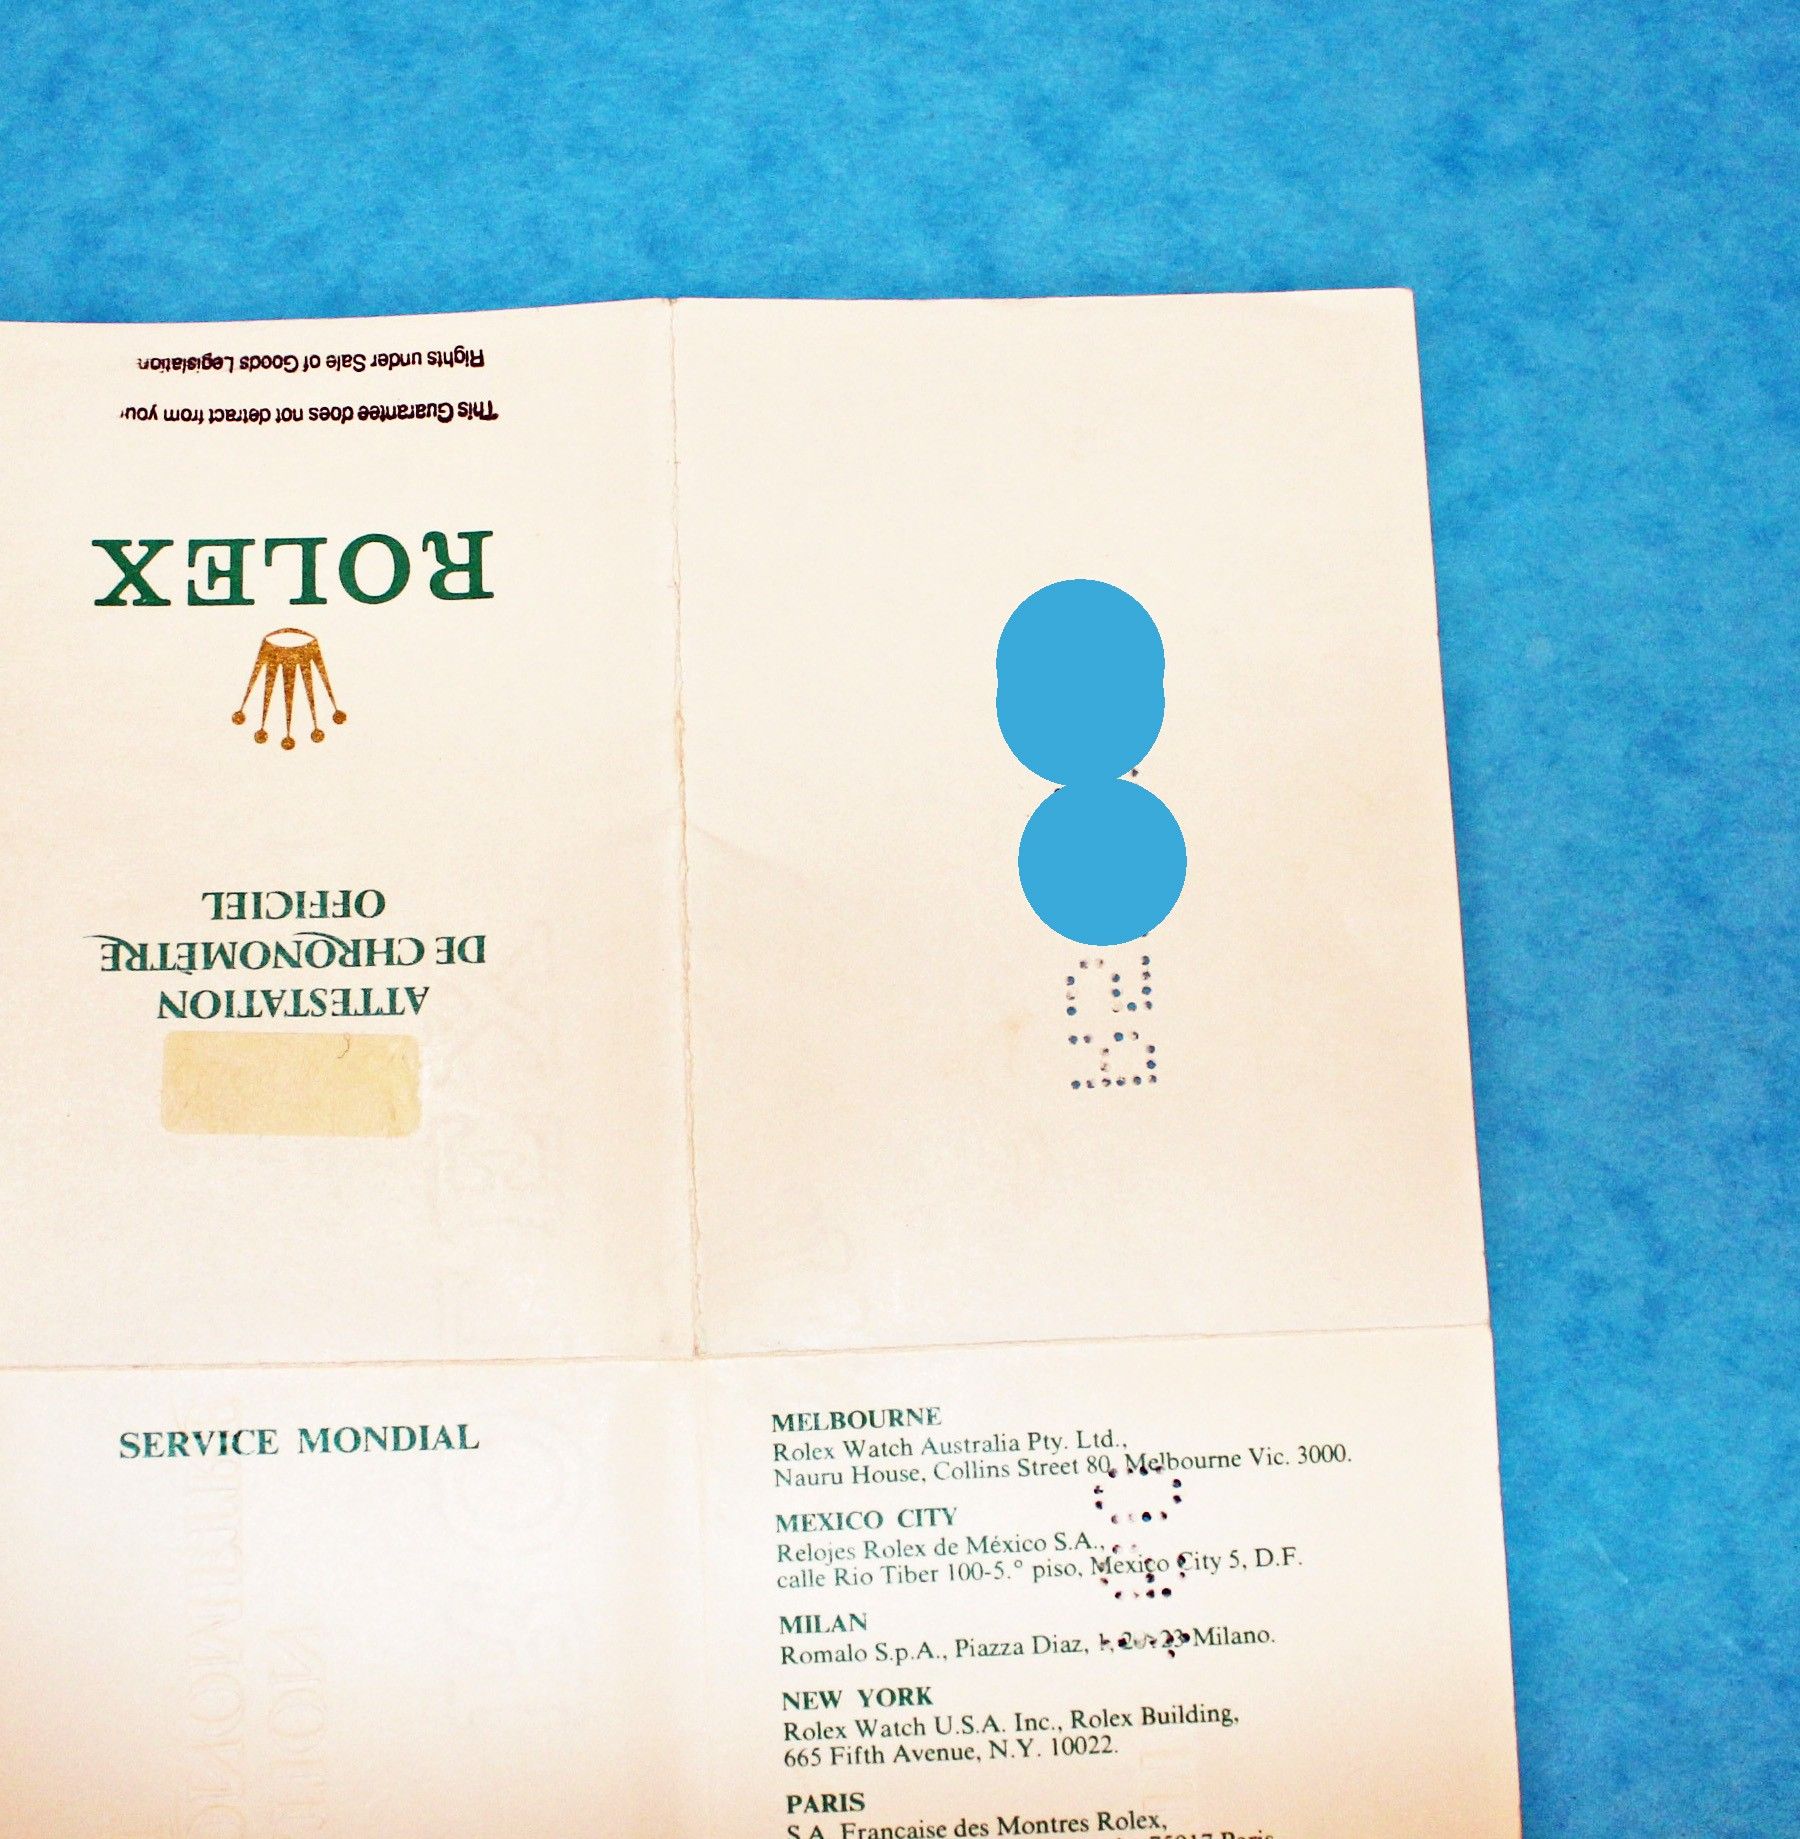 This Guarantee does not detract from your
Rights under Sale of Goods Legislation
ROLEX
ATTESTATION
DE CHRONOMÈTRE
OFFICIEL
SERVICE MONDIAL
MELBOURNE
Rolex Watch Australia Pty. Ltd.,
Nauru House, Collins Street 80, Melbourne Vic. 3000.
MEXICO CITY
Relojes Rolex de México S.A.,
calle Rio Tiber 100-5.° piso, Mexico City 5, D.F.
MILAN
Romalo S.p.A., Piazza Diaz, Milano.
NEW YORK
Rolex Watch U.S.A. Inc., Rolex Building,
665 Fifth Avenue, N.Y. 10022.
PARIS
S.A. Française des Montres Rolex,